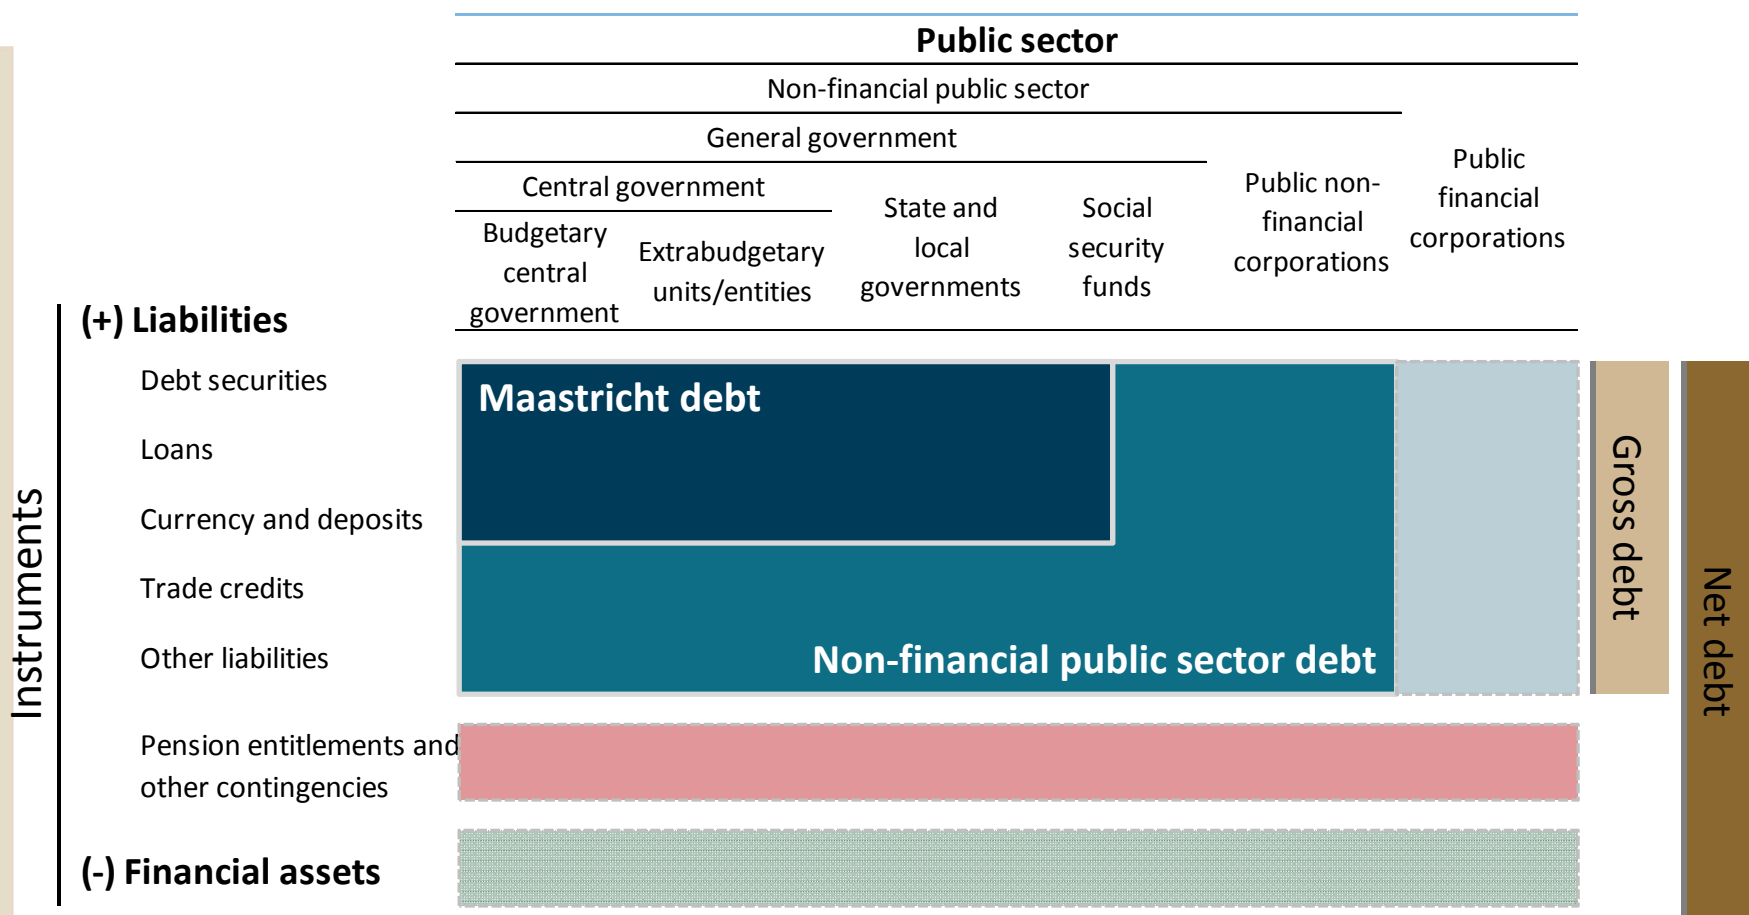 Public sector
Non-financial public sector
General government
Central government
Budgetary
central
government
Extrabudgetary
units/entities
State and
local
governments
Social
security
funds
Public non-
financial
corporations
Public
financial
corporations
Instruments
(+) Liabilities
Debt securities
Loans
Currency and deposits
Trade credits
Other liabilities
Pension entitlements and
other contingencies
(-) Financial assets
Maastricht debt
Non-financial public sector debt
Gross debt
Net debt